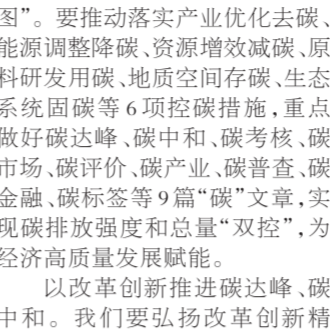 图”。要推动落实产业优化去碳、
能源调整降碳、资源增效减碳、原
料研发用碳、地质空间存碳、生态
系统固碳等6项控碳措施，重点
做好碳达峰、碳中和、碳考核、碳
市场、碳评价、碳产业、碳普查、碳
金融、碳标签等9篇“碳”文章，实
现碳排放强度和总量“双控”，为
经济高质量发展赋能。
以改革创新推进碳达峰、碳
中和。我们要弘扬改革创新精